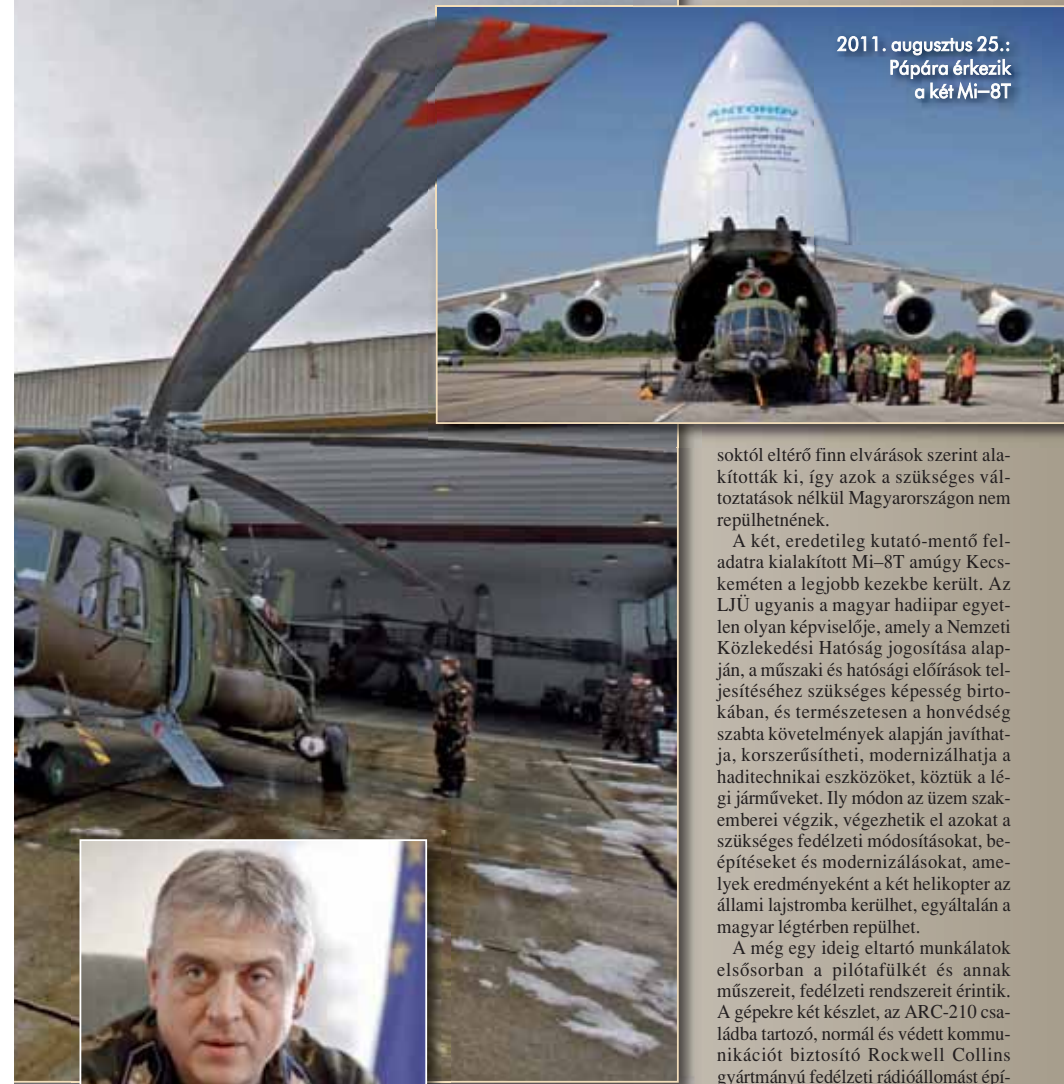 2011. augusztus 25.:
Pápára érkezik
a két Mi–8T
ANTONOV
INTERNATIONAL CARGO
TRANSPORTER
soktól eltérő finn elvárások szerint ala-
kították ki, így azok a szükséges vál-
toztatások nélkül Magyarországon nem
repülhetnének.
A két, eredetileg kutató-mentő fel-
adatra kialakított Mi–8T amúgy Kecs-
keméten a legjobb kezekbe került. Az
LJÜ ugyanis a magyar hadiipar egyet-
len olyan képviselője, amely a Nemzeti
Közlekedési Hatóság jogosítása alap-
ján, a műszaki és hatósági előírások tel-
jesítéséhez szükséges képesség birto-
kában, és természetesen a honvédség
szabta követelmények alapján javíthat-
ja, korszerűsítheti, modernizálhatja a
haditechnikai eszközöket, köztük a lé-
gi járműveket. Ily módon az üzem szak-
emberei végzik, végezhetik el azokat a
szükséges fedélzeti módosításokat, be-
építéseket és modernizálásokat, ame-
lyek eredményeként a két helikopter az
állami lajstromba kerülhet, egyáltalán a
magyar légtérben repülhet.
A még egy ideig eltartó munkálatok
elsősorban a pilótafülkét és annak
műszereit, fedélzeti rendszereit érintik.
A gépekre két készlet, az ARC-210 csa-
ládba tartozó, normál és védett kommu-
nikációt biztosító Rockwell Collins
gyártmányú fedélzeti rádióállomást épí-